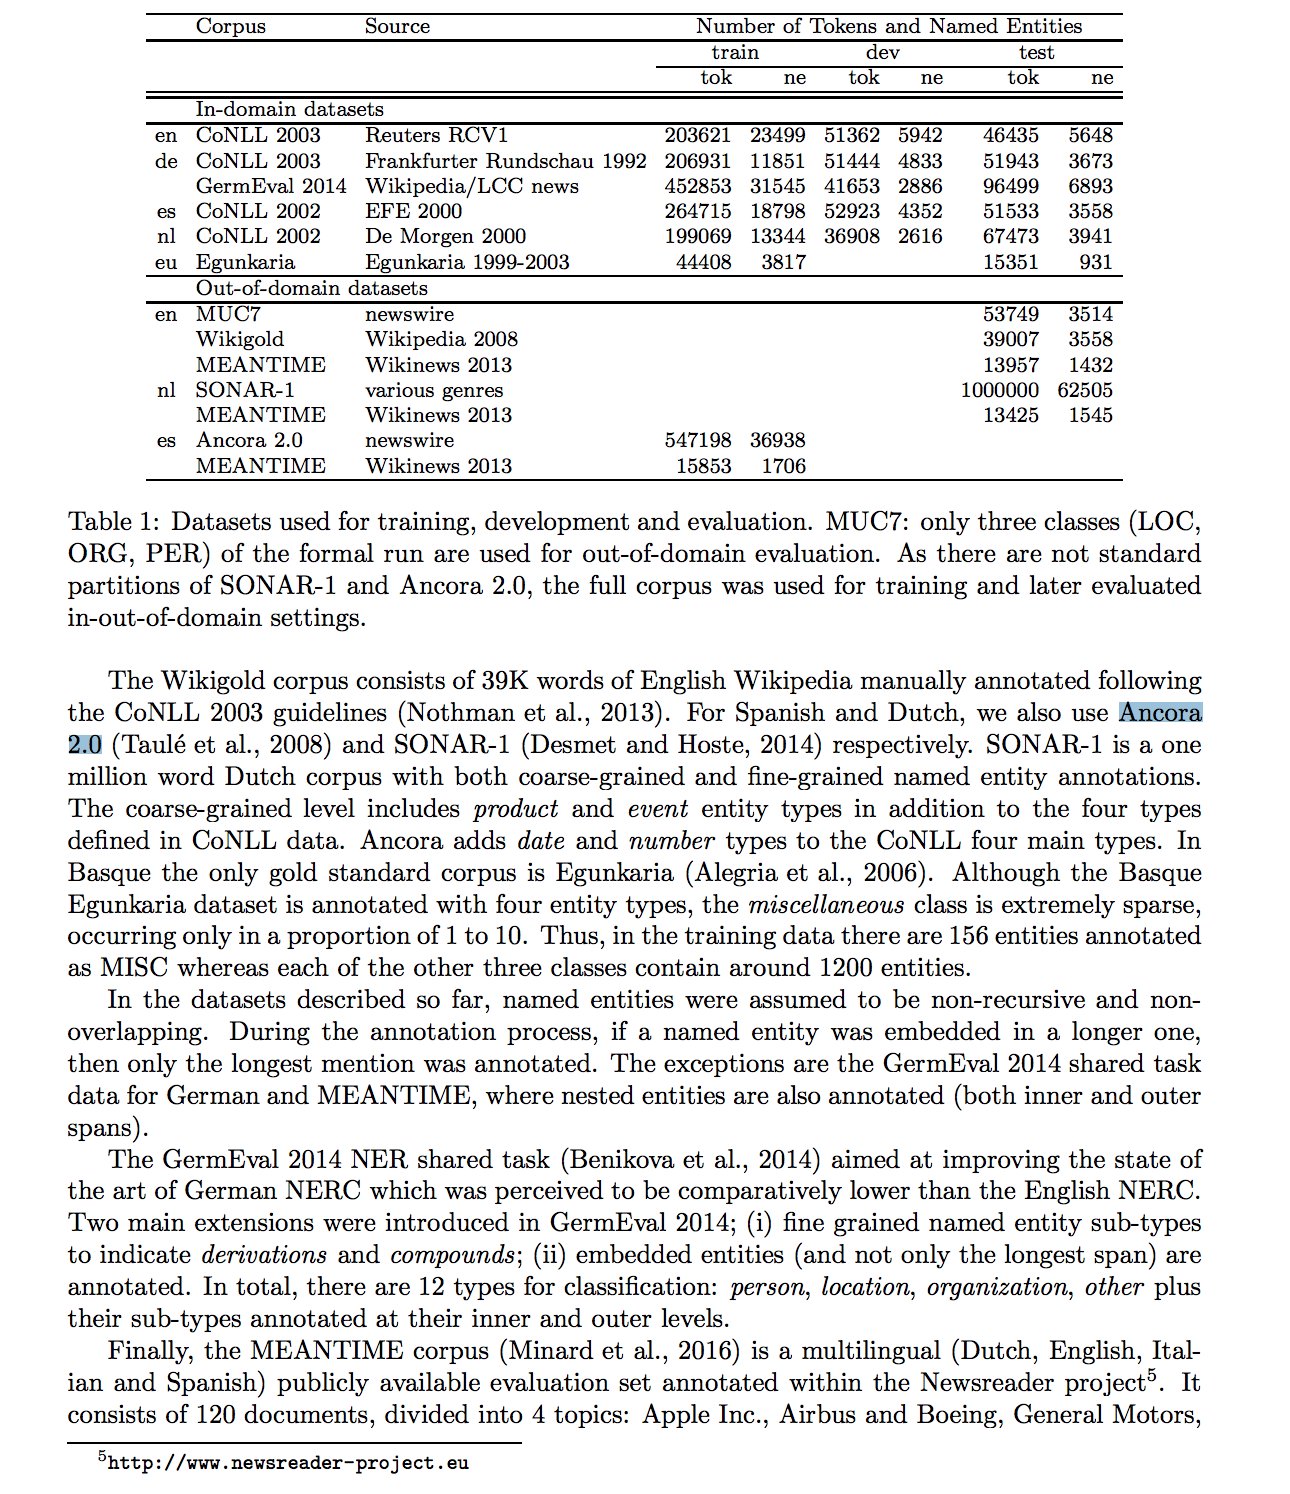 Corpus Source Number of Tokens and Named Entities
train dev test
tok ne tok ne tok ne
In-domain datasets
en CoNLL 2003 Reuters RCV1 203621 23499 51362 5942 46435 5648
de CoNLL 2003 Frankfurter Rundschau 1992 206931 11851 51444 4833 51943 3673
GermEval 2014 Wikipedia/LCC news 452853 31545 41653 2886 96499 6893
es CoNLL 2002 EFE 2000 264715 18798 52923 4352 51533 3558
nl CoNLL 2002 De Morgen 2000 199069 13344 36908 2616 67473 3941
eu Egunkaria Egunkaria 1999-2003 44408 3817 15351 931
Out-of-domain datasets
en MUC7 newswire 53749 3514
Wikigold Wikipedia 2008 39007 3558
MEANTIME Wikinews 2013 13957 1432
nl SONAR-1 various genres 1000000 62505
MEANTIME Wikinews 2013 13425 1545
es Ancora 2.0 newswire 547198 36938
MEANTIME Wikinews 2013 15853 1706
Table 1: Datasets used for training, development and evaluation. MUC7: only three classes (LOC,
ORG, PER) of the formal run are used for out-of-domain evaluation. As there are not standard
partitions of SONAR-1 and Ancora 2.0, the full corpus was used for training and later evaluated
in-out-of-domain settings.
The Wikigold corpus consists of 39K words of English Wikipedia manually annotated following
the CoNLL 2003 guidelines (Nothman et al., 2013). For Spanish and Dutch, we also use Ancora
2.0 (Taulé et al., 2008) and SONAR-1 (Desmet and Hoste, 2014) respectively. SONAR-1 is a one
million word Dutch corpus with both coarse-grained and fine-grained named entity annotations.
The coarse-grained level includes product and event entity types in addition to the four types
defined in CoNLL data. Ancora adds date and number types to the CoNLL four main types. In
Basque the only gold standard corpus is Egunkaria (Alegria et al., 2006). Although the Basque
Egunkaria dataset is annotated with four entity types, the miscellaneous class is extremely sparse,
occurring only in a proportion of 1 to 10. Thus, in the training data there are 156 entities annotated
as MISC whereas each of the other three classes contain around 1200 entities.
In the datasets described so far, named entities were assumed to be non-recursive and non-
overlapping. During the annotation process, if a named entity was embedded in a longer one,
then only the longest mention was annotated. The exceptions are the GermEval 2014 shared task
data for German and MEANTIME, where nested entities are also annotated (both inner and outer
spans).
The GermEval 2014 NER shared task (Benikova et al., 2014) aimed at improving the state of
the art of German NERC which was perceived to be comparatively lower than the English NERC.
Two main extensions were introduced in GermEval 2014; (i) fine grained named entity sub-types
to indicate derivations and compounds; (ii) embedded entities (and not only the longest span) are
annotated. In total, there are 12 types for classification: person, location, organization, other plus
their sub-types annotated at their inner and outer levels.
Finally, the MEANTIME corpus (Minard et al., 2016) is a multilingual (Dutch, English, Ital-
ian and Spanish) publicly available evaluation set annotated within the Newsreader project5. It
consists of 120 documents, divided into 4 topics: Apple Inc., Airbus and Boeing, General Motors,
5http://www.newsreader-project.eu